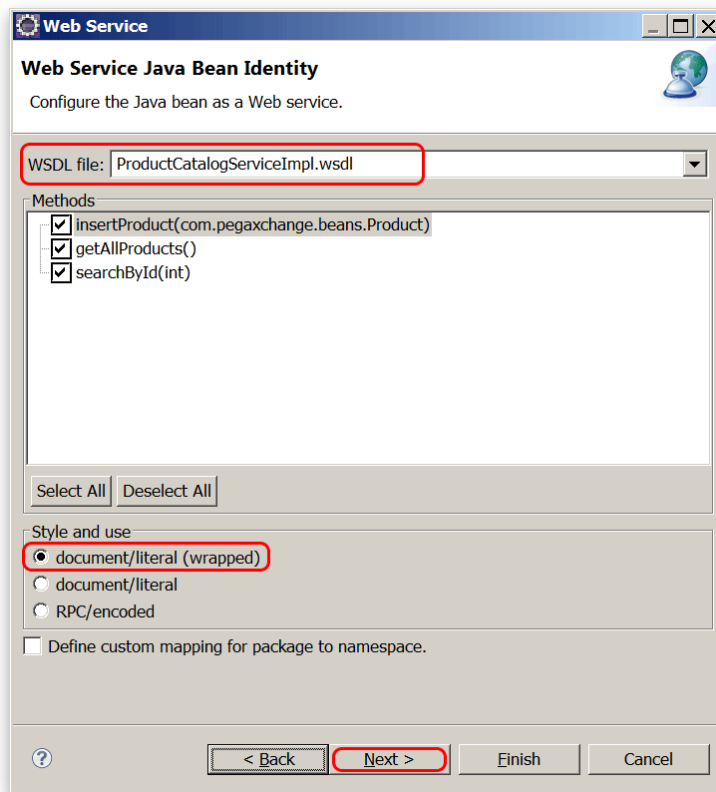 Web Service
Web Service Java Bean Identity
Configure the Java bean as a Web service.
WSDL file: ProductCatalogServiceImpl.wsdl
Methods
insertProduct(com.pegaxchange.beans.Product)
getAllProducts()
searchById(int)
Select All Deselect All
Style and use
document/literal (wrapped)
document/literal
RPC/encoded
Define custom mapping for package to namespace.
? < Back Next > Finish Cancel